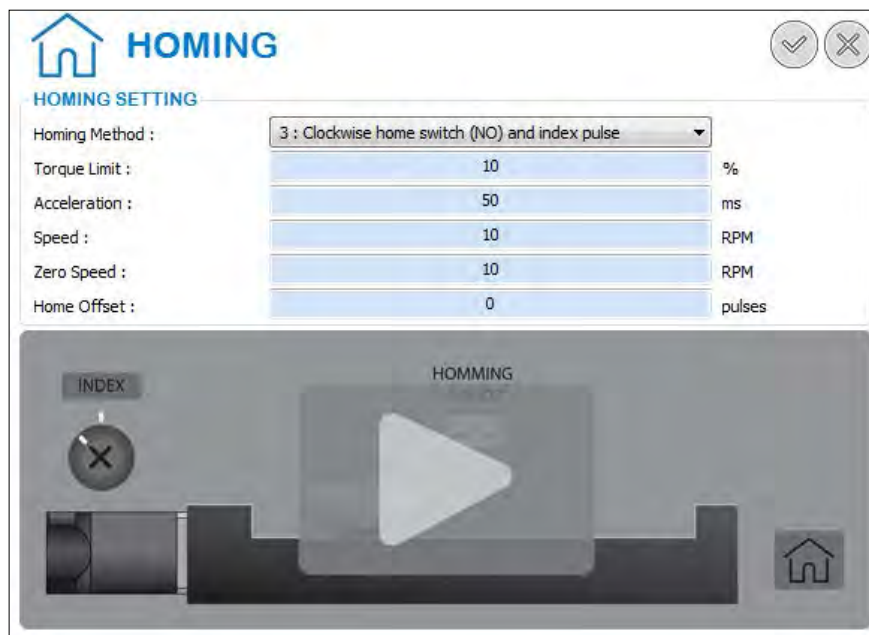 HOMING
HOMING SETTING
Homing Method : 3 : Clockwise home switch (NO) and index pulse
Torque Limit : 10 %
Acceleration : 50 ms
Speed : 10 RPM
Zero Speed : 10 RPM
Home Offset : 0 pulses
HOMMING
INDEX